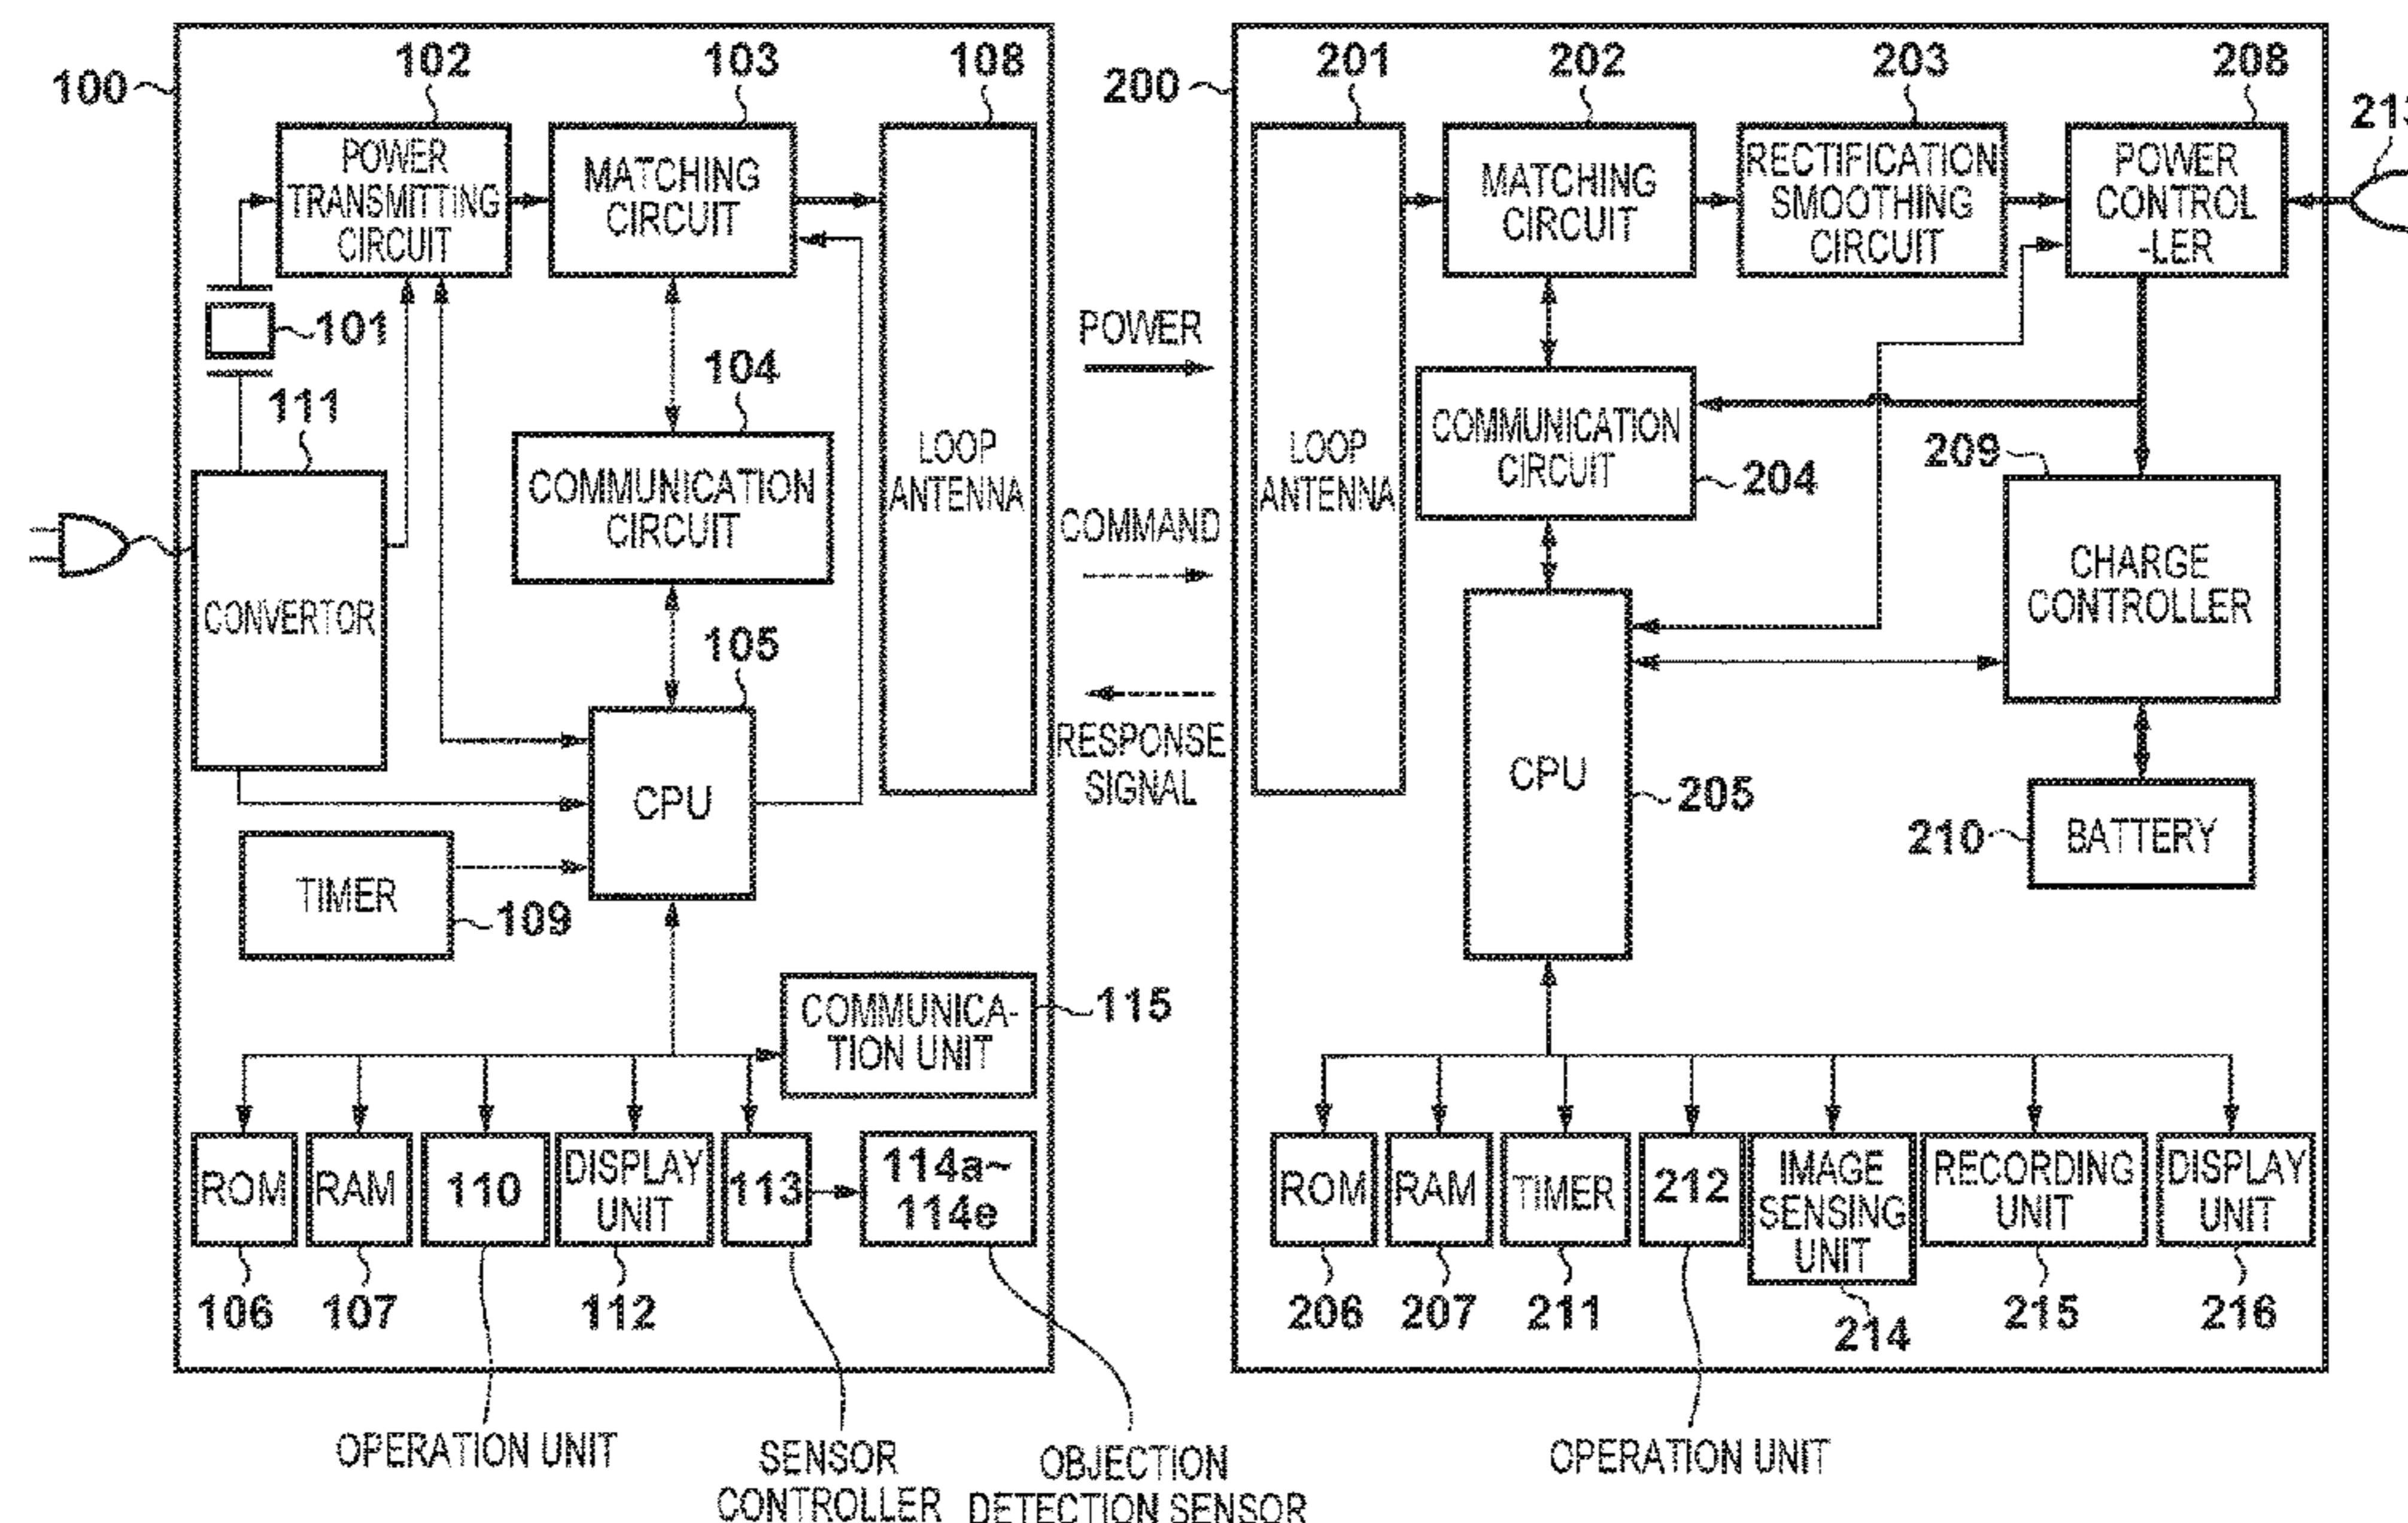 100
102
103
108
POWER
TRANSMITTING
CIRCUIT
MATCHING
CIRCUIT
101
111
104
CONVERTOR
COMMUNICATION
CIRCUIT
LOOP
ANTENNA
105
CPU
TIMER
109
COMMUNICA-
TION UNIT
115
ROM
RAM
110
DISPLAY
UNIT
113
114a~
114e
106
107
112
OPERATION UNIT
SENSOR
CONTROLLER
OBJECTION
DETECTION SENSOR
POWER
COMMAND
RESPONSE
SIGNAL
200
201
202
203
208
213
MATCHING
CIRCUIT
RECTIFICATION
SMOOTHING
CIRCUIT
POWER
CONTROL
-LER
LOOP
ANTENNA
COMMUNICATION
CIRCUIT
204
209
CHARGE
CONTROLLER
CPU
205
210
BATTERY
ROM
RAM
TIMER
212
IMAGE
SENSING
UNIT
RECORDING
UNIT
DISPLAY
UNIT
206
207
211
214
215
216
OPERATION UNIT